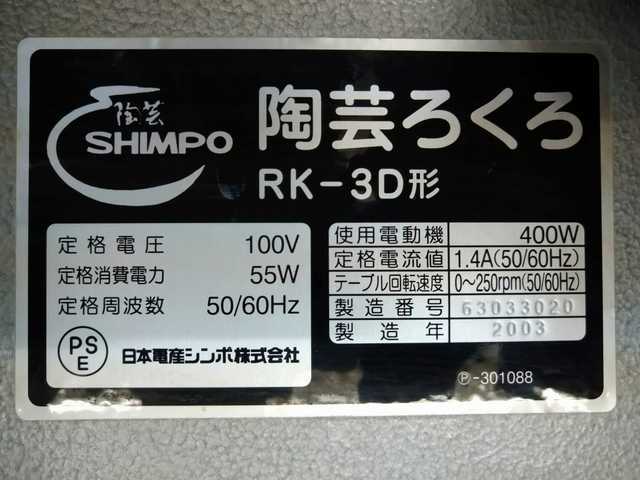 陶芸
SHIMPO
陶芸ろくろ
RK-3D形
定格電圧 100V
定格消費電力 55W
定格周波数 50/60Hz
PSE
日本電産シンポ株式会社
使用電動機 400W
定格電流値 1.4A(50/60Hz)
テーブル回転速度 0～250rpm(50/60Hz)
製造番号 63033020
製造年 2003
Ⓟ-301088